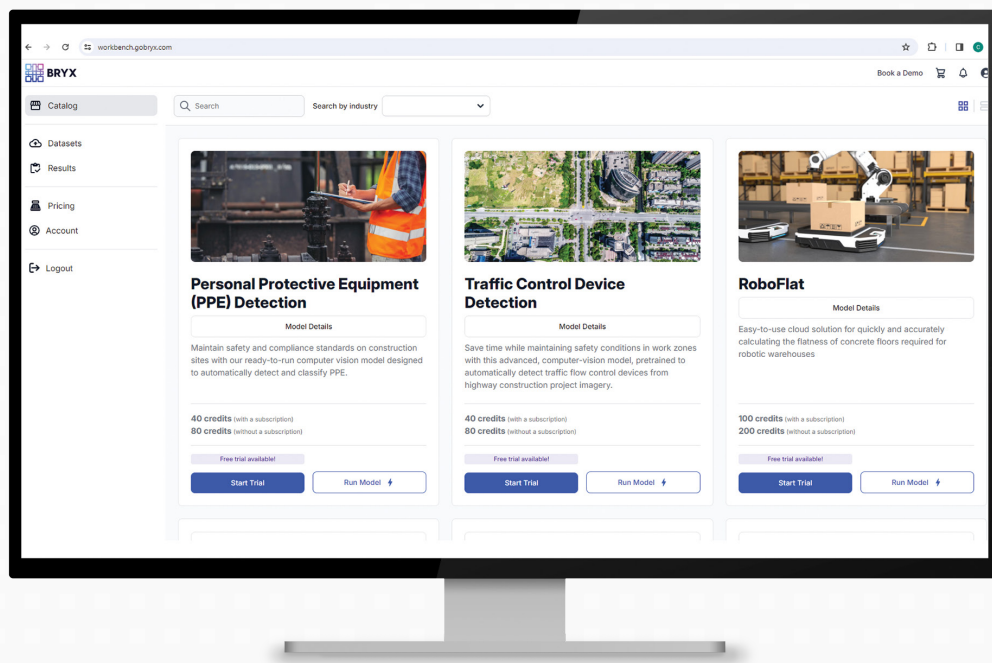 workbench.gobryx.com
BRYX
Book a Demo
Catalog
Search
Search by industry
Datasets
Results
Pricing
Account
Logout
Personal Protective Equipment
(PPE) Detection
Model Details
Maintain safety and compliance standards on construction
sites with our ready-to-run computer vision model designed
to automatically detect and classify PPE.
40 credits (with a subscription)
80 credits (without a subscription)
Free trial available!
Start Trial
Run Model
Traffic Control Device
Detection
Model Details
Save time while maintaining safety conditions in work zones
with this advanced, computer-vision model, pretrained to
automatically detect traffic flow control devices from
highway construction project imagery.
40 credits (with a subscription)
80 credits (without a subscription)
Free trial available!
Start Trial
Run Model
RoboFlat
Model Details
Easy-to-use cloud solution for quickly and accurately
calculating the flatness of concrete floors required for
robotic warehouses
100 credits (with a subscription)
200 credits (without a subscription)
Free trial available!
Start Trial
Run Model